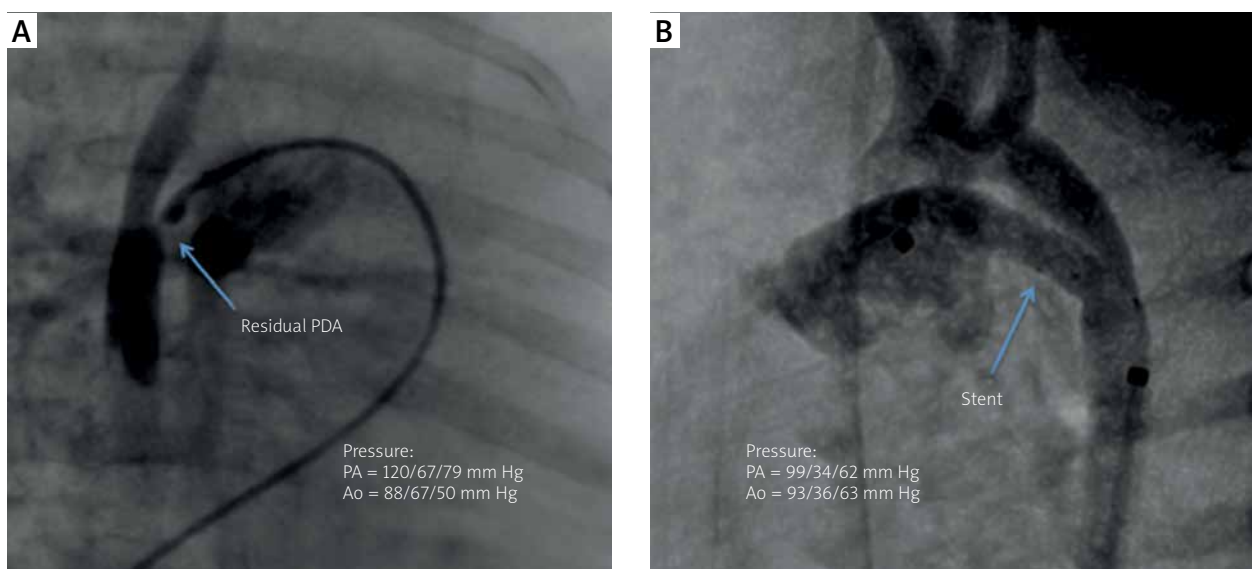 A
Residual PDA
Pressure:
PA = 120/67/79 mm Hg
Ao = 88/67/50 mm Hg
B
Stent
Pressure:
PA = 99/34/62 mm Hg
Ao = 93/36/63 mm Hg